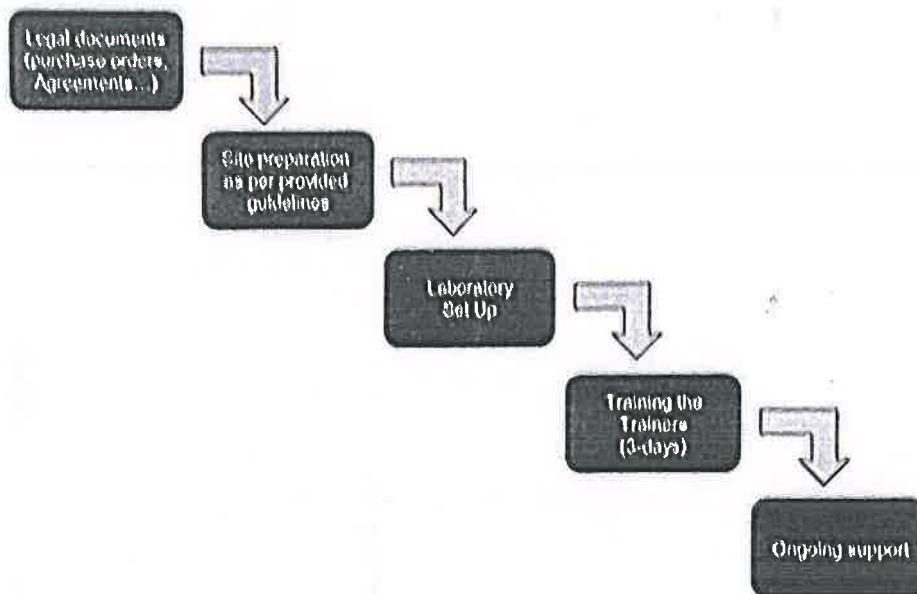 Legal documents
(purchase orders,
Agreements...)
Site preparation
as per provided
guidelines
Laboratory
Set Up
Training the
Trainers
(3-days)
Ongoing support